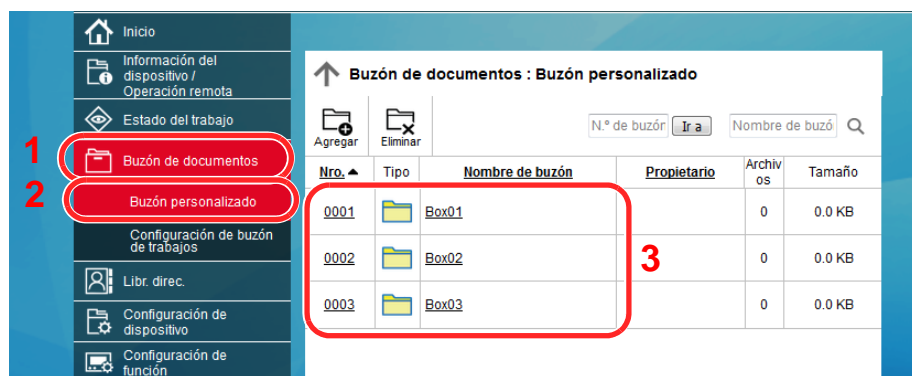 Inicio
Información del
dispositivo /
Operación remota
Estado del trabajo
1
Buzón de documentos
2
Buzón personalizado
Configuración de buzón
de trabajos
Libr. direc.
Configuración de
dispositivo
Configuración de
función
Buzón de documentos : Buzón personalizado
Agregar Eliminar N.º de buzór Ir a Nombre de buzó
Nro. Tipo Nombre de buzón Propietario Archiv
os Tamaño
0001 Box01 0 0.0 KB
0002 Box02 0 0.0 KB
3
0003 Box03 0 0.0 KB